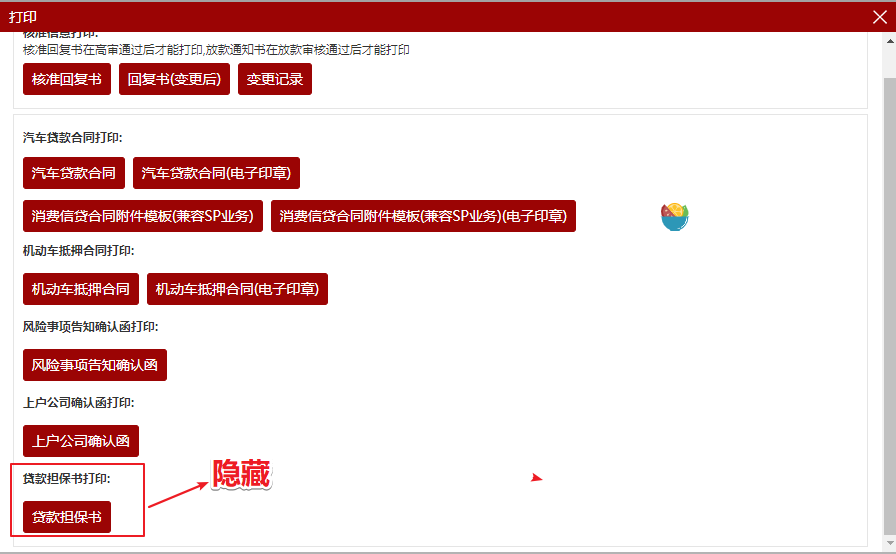 打印
核准信息打印:
核准回复书在高审通过后才能打印,放款通知书在放款审核通过后才能打印
核准回复书 回复书(变更后) 变更记录
汽车贷款合同打印:
汽车贷款合同 汽车贷款合同(电子印章)
消费信贷合同附件模板(兼容SP业务) 消费信贷合同附件模板(兼容SP业务)(电子印章)
机动车抵押合同打印:
机动车抵押合同 机动车抵押合同(电子印章)
风险事项告知确认函打印:
风险事项告知确认函
上户公司确认函打印:
上户公司确认函
贷款担保书打印:
隐藏
贷款担保书